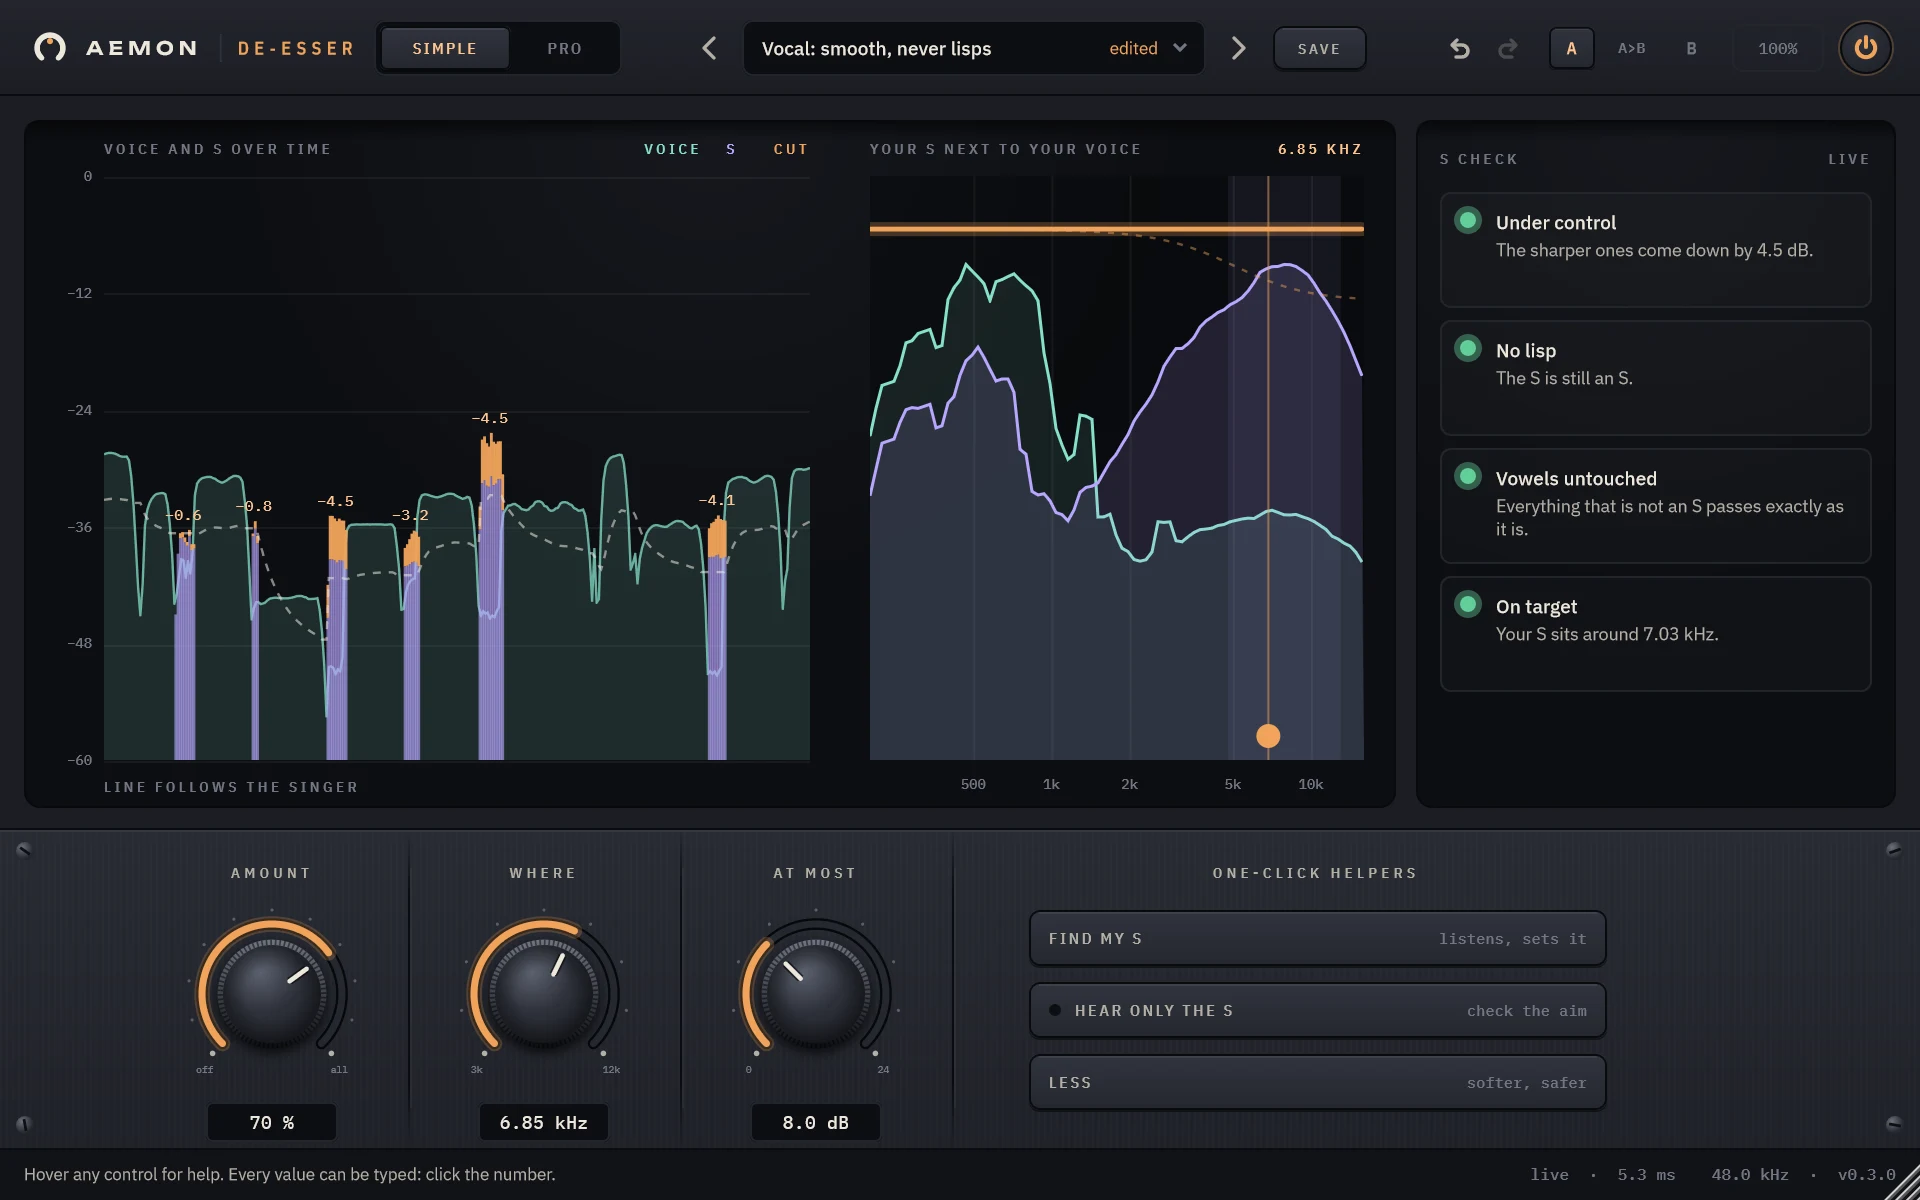 AEMON DE-ESSER SIMPLE PRO Vocal: smooth, never lisps edited SAVE A A>B B 100%
VOICE AND S OVER TIME VOICE S CUT
0
−12
−24
−36
−48
−60
−0.6
−0.8
−4.5
−3.2
−4.5
−4.1
LINE FOLLOWS THE SINGER
YOUR S NEXT TO YOUR VOICE 6.85 KHZ
500 1k 2k 5k 10k
S CHECK LIVE
Under control
The sharper ones come down by 4.5 dB.
No lisp
The S is still an S.
Vowels untouched
Everything that is not an S passes exactly as
it is.
On target
Your S sits around 7.03 kHz.
AMOUNT
off all
70 %
WHERE
3k 12k
6.85 kHz
AT MOST
0 24
8.0 dB
ONE-CLICK HELPERS
FIND MY S listens, sets it
HEAR ONLY THE S check the aim
LESS softer, safer
Hover any control for help. Every value can be typed: click the number.
live · 5.3 ms 48.0 kHz · v0.3.0